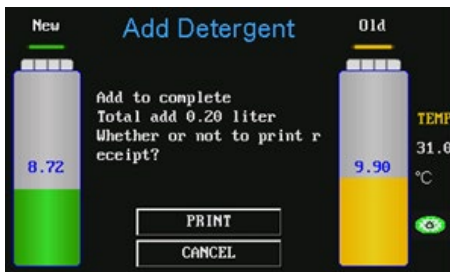 New
Add Detergent
Old
Add to complete
Total add 0.20 liter
Whether or not to print r
eceipt?
8.72
9.90
TEMP
31.0
°C
PRINT
CANCEL